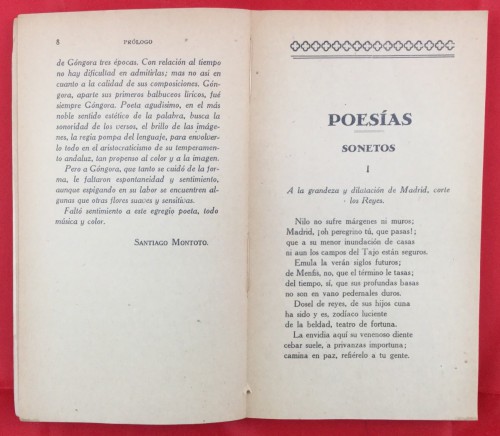 8 PRÓLOGO
de Góngora tres épocas. Con relación al tiempo
no hay dificultad en admitirlas; mas no así en
cuanto a la calidad de sus composiciones. Gón-
gora, aparte sus primeros balbuceos líricos, fué
siempre Góngora. Poeta agudísimo, en el más
noble sentido estético de la palabra, busca la
sonoridad de los versos, el brillo de las imáge-
nes, la regia pompa del lenguaje, para envolver-
lo todo en el aristocraticismo de su temperamen-
to andaluz, tan propenso al color y a la imagen.
Pero a Góngora, que tanto se cuidó de la for-
ma, le faltaron espontaneidad y sentimiento,
aunque espigando en su labor se encuentren al-
gunas que otras flores suaves y sensitivas.
Faltó sentimiento a este egregio poeta, todo
música y color.
SANTIAGO MONTOTO.
POESÍAS
SONETOS
I
A la grandeza y dilatación de Madrid, corte
de los Reyes.
Nilo no sufre márgenes ni muros;
Madrid, ¡oh peregrino tú, que pasas!;
que a su menor inundación de casas
ni aun los campos del Tajo están seguros.
Emula la verán siglos futuros;
de Menfis, no, que el término le tasas;
del tiempo, sí, que sus profundas basas
no son en vano pedernales duros.
Dosel de reyes, de sus hijos cuna
ha sido y es, zodíaco luciente
de la beldad, teatro de fortuna.
La envidia aquí su venenoso diente
cebar suele, a privanzas importuna;
camina en paz, refiérelo a tu gente.